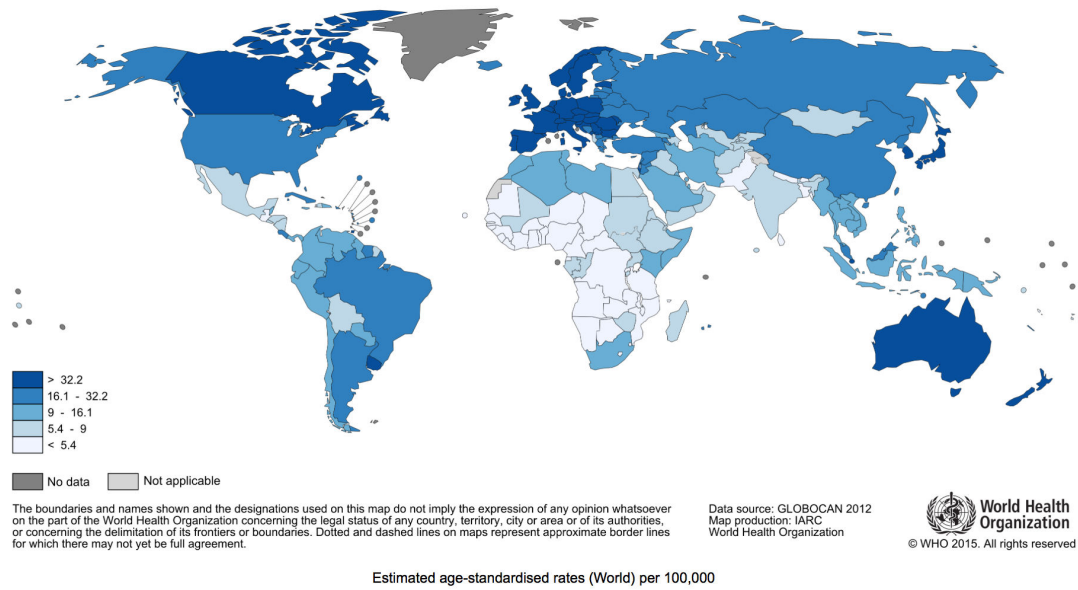 > 32.2
16.1 - 32.2
9 - 16.1
5.4 - 9
< 5.4
No data
Not applicable
The boundaries and names shown and the designations used on this map do not imply the expression of any opinion whatsoever
on the part of the World Health Organization concerning the legal status of any country, territory, city or area or of its authorities,
or concerning the delimitation of its frontiers or boundaries. Dotted and dashed lines on maps represent approximate border lines
for which there may not yet be full agreement.
Data source: GLOBOCAN 2012
Map production: IARC
World Health Organization
World Health
Organization
© WHO 2015. All rights reserved
Estimated age-standardised rates (World) per 100,000